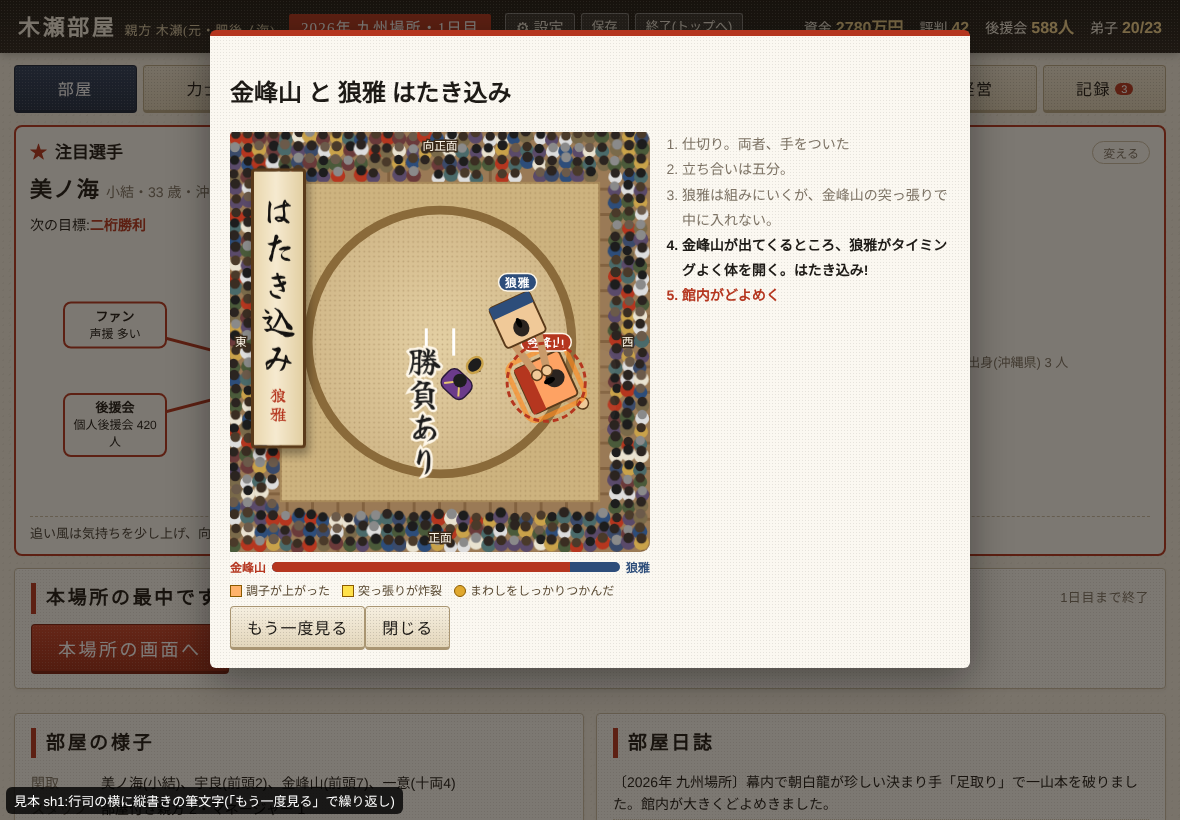 木瀬部屋 親方 木瀬(元・肥後ノ海) 2026年 九州場所・1日目 ⚙ 設定 保存 終了(トップへ) 資金 2780万円 評判 42 後援会 588人 弟子 20/23
部屋 記録 3
★ 注目選手 変える
美ノ海 小結・33 歳・沖
次の目標:二桁勝利
ファン
声援 多い
後援会
個人後援会 420
人
出身(沖縄県) 3 人
追い風は気持ちを少し上げ、向
金峰山 と 狼雅 はたき込み
向正面
東
西
正面
はたき込み
狼雅
狼雅
金峰山
勝負あり
金峰山 狼雅
調子が上がった 突っ張りが炸裂 まわしをしっかりつかんだ
もう一度見る 閉じる
1. 仕切り。両者、手をついた
2. 立ち合いは五分。
3. 狼雅は組みにいくが、金峰山の突っ張りで
中に入れない。
4. 金峰山が出てくるところ、狼雅がタイミン
グよく体を開く。はたき込み!
5. 館内がどよめく
本場所の最中です 1日目まで終了
本場所の画面へ
部屋の様子
関取 美ノ海(小結)、宇良(前頭2)、金峰山(前頭7)、一意(十両4)
部屋日誌
〔2026年 九州場所〕幕内で朝白龍が珍しい決まり手「足取り」で一山本を破りまし
た。館内が大きくどよめきました。
見本 sh1:行司の横に縦書きの筆文字(「もう一度見る」で繰り返し)